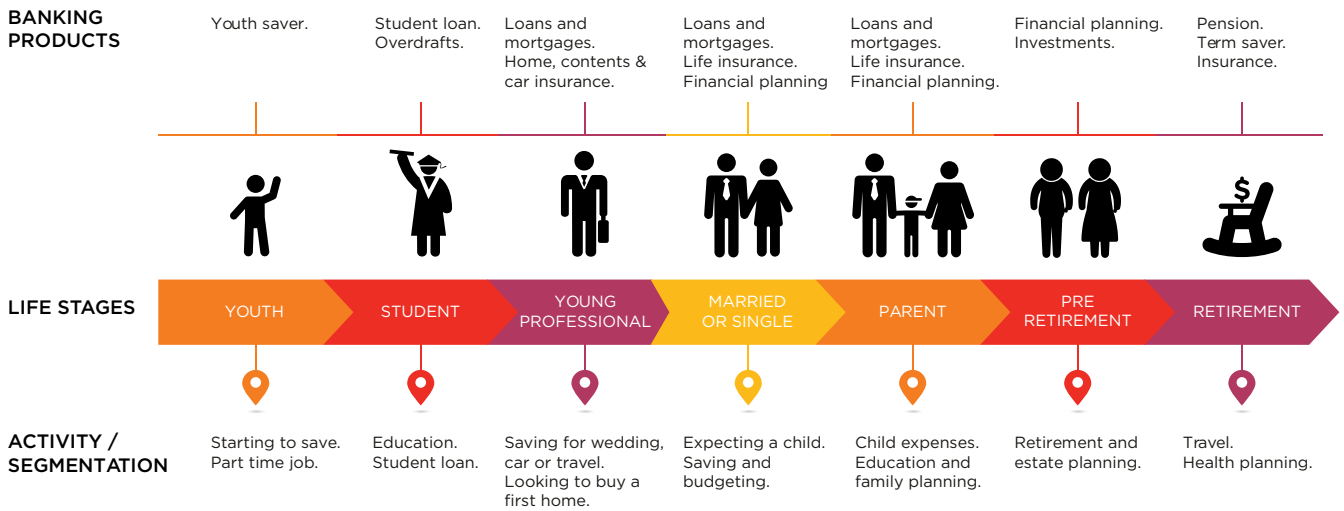 BANKING
PRODUCTS
Youth saver.
Student loan.
Overdrafts.
Loans and
mortgages.
Home, contents &
car insurance.
Loans and
mortgages.
Life insurance.
Financial planning
Loans and
mortgages.
Life insurance.
Financial planning.
Financial planning.
Investments.
Pension.
Term saver.
Insurance.
$
LIFE STAGES
YOUTH
STUDENT
YOUNG
PROFESSIONAL
MARRIED
OR SINGLE
PARENT
PRE
RETIREMENT
RETIREMENT
ACTIVITY /
SEGMENTATION
Starting to save.
Part time job.
Education.
Student loan.
Saving for wedding,
car or travel.
Looking to buy a
first home.
Expecting a child.
Saving and
budgeting.
Child expenses.
Education and
family planning.
Retirement and
estate planning.
Travel.
Health planning.